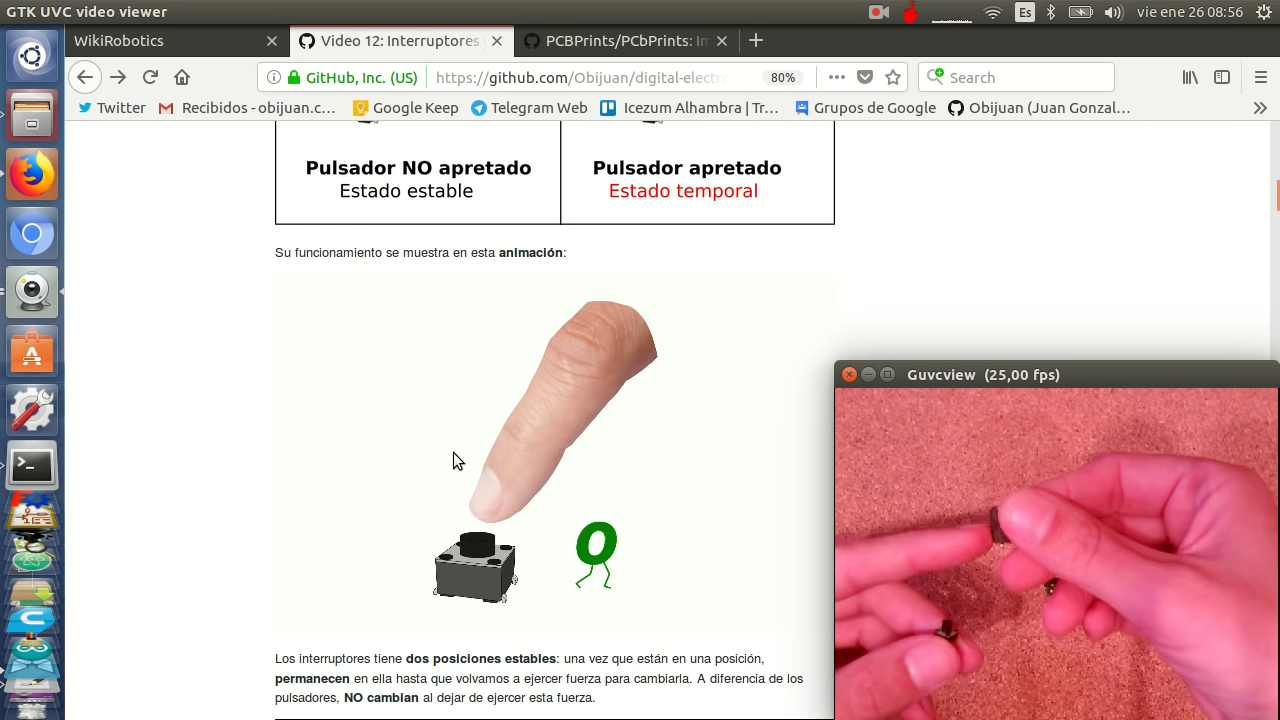 GTK UVC video viewer
Es
vie ene 26 08:56
WikiRobotics
Video 12: Interruptores
PCBPrints/PCbPrints: Im
GitHub, Inc. (US)
https://github.com/Obijuan/digital-electr
80%
Search
Twitter
Recibidos - obijuan.c…
Google Keep
Telegram Web
Icezum Alhambra | Tr…
Grupos de Google
Obijuan (Juan Gonzal…
Pulsador NO apretado
Estado estable
Pulsador apretado
Estado temporal
Su funcionamiento se muestra en esta animación:
0
Guvcview (25,00 fps)
Los interruptores tiene dos posiciones estables: una vez que están en una posición,
permanecen en ella hasta que volvamos a ejercer fuerza para cambiarla. A diferencia de los
pulsadores, NO cambian al dejar de ejercer esta fuerza.